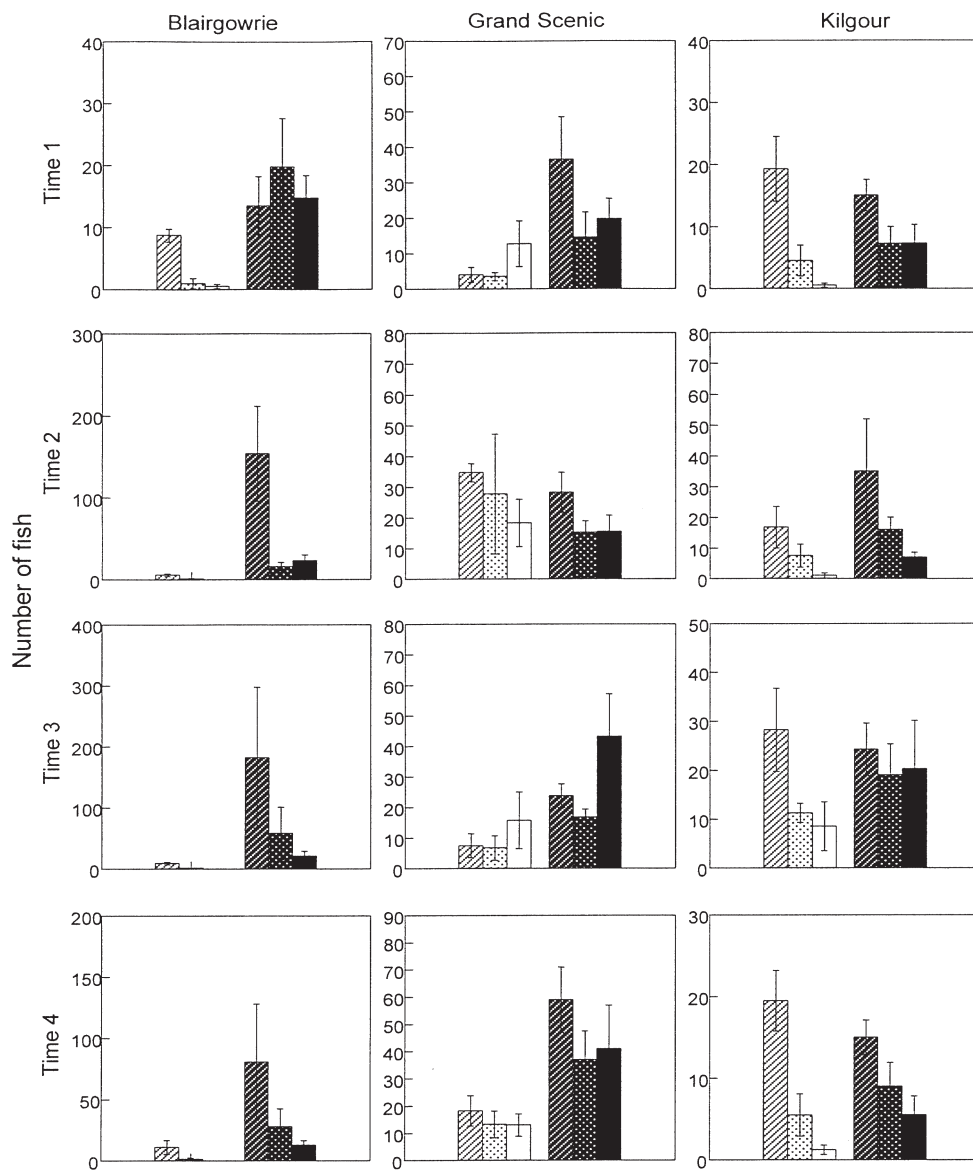 Blairgowrie Grand Scenic Kilgour
Number of fish
Time 1
40 30 20 10 0
70 60 50 40 30 20 10 0
40 30 20 10 0
Time 2
300 200 100 0
80 70 60 50 40 30 20 10 0
80 70 60 50 40 30 20 10 0
Time 3
400 300 200 100 0
80 70 60 50 40 30 20 10 0
50 40 30 20 10 0
Time 4
200 150 100 50 0
90 80 70 60 50 40 30 20 10 0
30 20 10 0